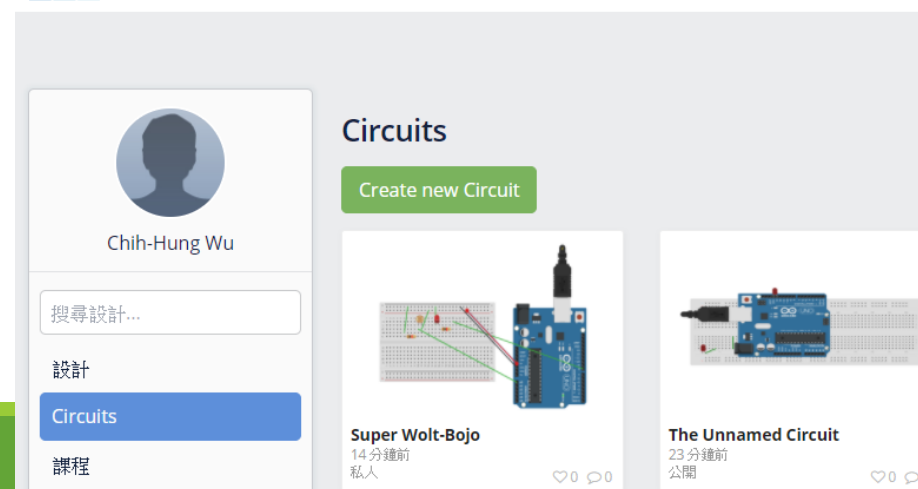 Circuits
Create new Circuit
Chih-Hung Wu
搜尋設計...
設計
Circuits
課程
Super Wolt-Bojo
14 分鐘前
私人
0 0
The Unnamed Circuit
23 分鐘前
公開
0